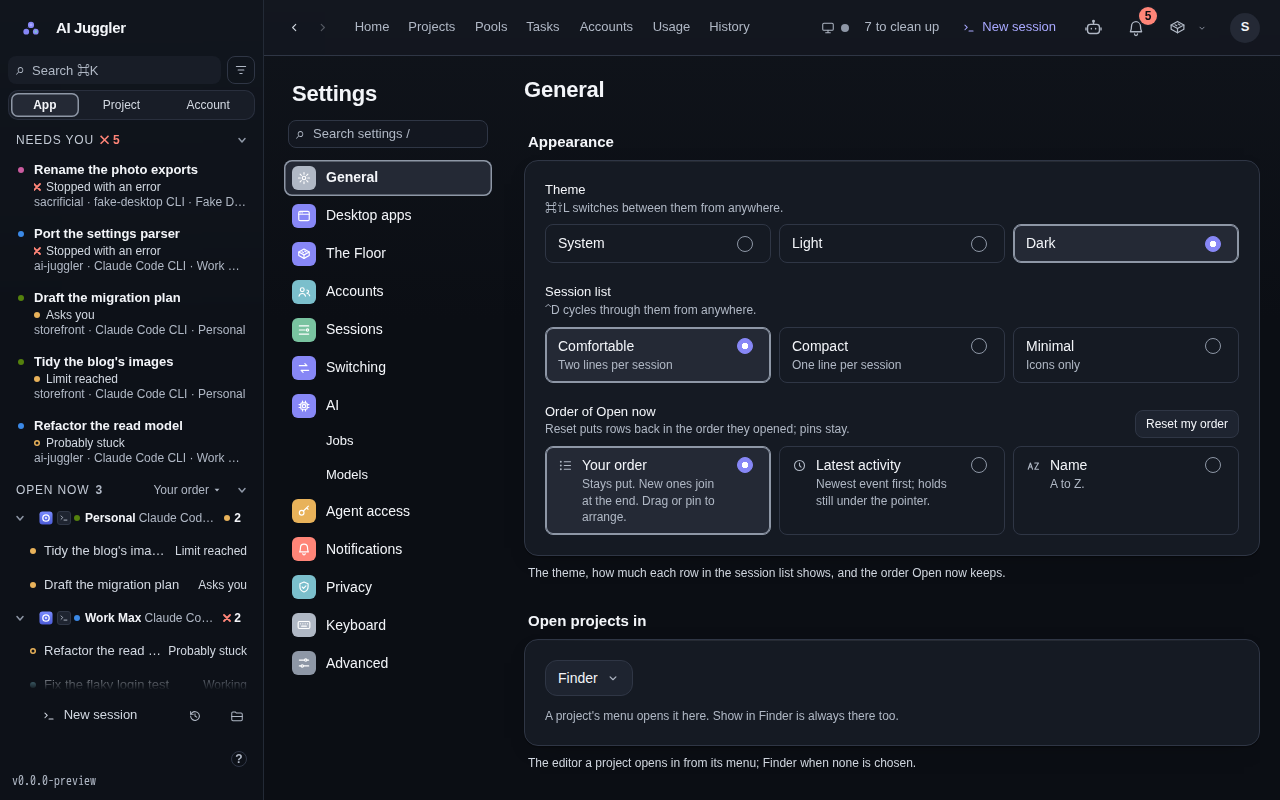 AI Juggler
Search ⌘K
App Project Account
NEEDS YOU 5
Rename the photo exports
Stopped with an error
sacrificial · fake-desktop CLI · Fake D…
Port the settings parser
Stopped with an error
ai-juggler · Claude Code CLI · Work …
Draft the migration plan
Asks you
storefront · Claude Code CLI · Personal
Tidy the blog's images
Limit reached
storefront · Claude Code CLI · Personal
Refactor the read model
Probably stuck
ai-juggler · Claude Code CLI · Work …
OPEN NOW 3 Your order
Personal Claude Cod… 2
Tidy the blog's ima… Limit reached
Draft the migration plan Asks you
Work Max Claude Co… 2
Refactor the read … Probably stuck
Fix the flaky login test Working
New session
?
v0.0.0-preview
Home Projects Pools Tasks Accounts Usage History
7 to clean up
New session
5
S
Settings
Search settings /
General
Desktop apps
The Floor
Accounts
Sessions
Switching
AI
Jobs
Models
Agent access
Notifications
Privacy
Keyboard
Advanced
General
Appearance
Theme
⌘⇧L switches between them from anywhere.
System Light Dark
Session list
^D cycles through them from anywhere.
Comfortable
Two lines per session
Compact
One line per session
Minimal
Icons only
Order of Open now
Reset puts rows back in the order they opened; pins stay.
Reset my order
Your order
Stays put. New ones join
at the end. Drag or pin to
arrange.
Latest activity
Newest event first; holds
still under the pointer.
AZ Name
A to Z.
The theme, how much each row in the session list shows, and the order Open now keeps.
Open projects in
Finder
A project's menu opens it here. Show in Finder is always there too.
The editor a project opens in from its menu; Finder when none is chosen.